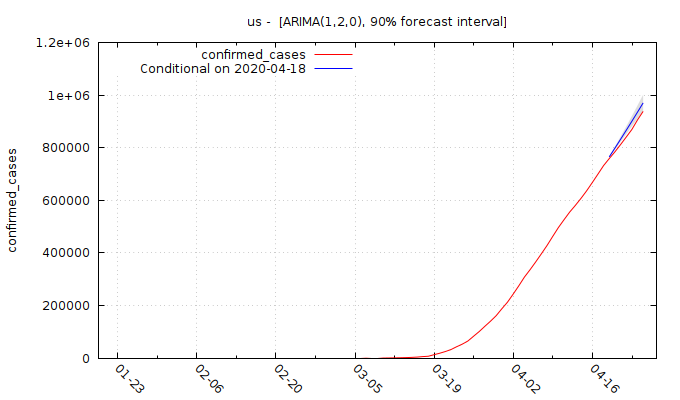 us -  [ARIMA(1,2,0), 90% forecast interval]
confirmed_cases
Conditional on 2020-04-18
1.2e+06
1e+06
800000
600000
400000
200000
0
confirmed_cases
01-23
02-06
02-20
03-05
03-19
04-02
04-16